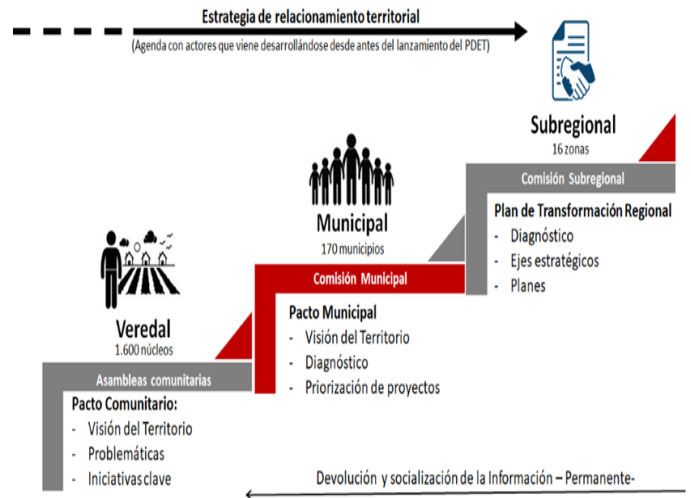 Estrategia de relacionamiento territorial
(Agenda con actores que viene desarrollándose desde antes del lanzamiento del PDET)
Subregional
16 zonas
Comisión Subregional
Plan de Transformación Regional
- Diagnóstico
- Ejes estratégicos
- Planes
Municipal
170 municipios
Comisión Municipal
Pacto Municipal
- Visión del Territorio
- Diagnóstico
- Priorización de proyectos
Veredal
1.600 núcleos
Asambleas comunitarias
Pacto Comunitario:
- Visión del Territorio
- Problemáticas
- Iniciativas clave
Devolución y socialización de la Información – Permanente-